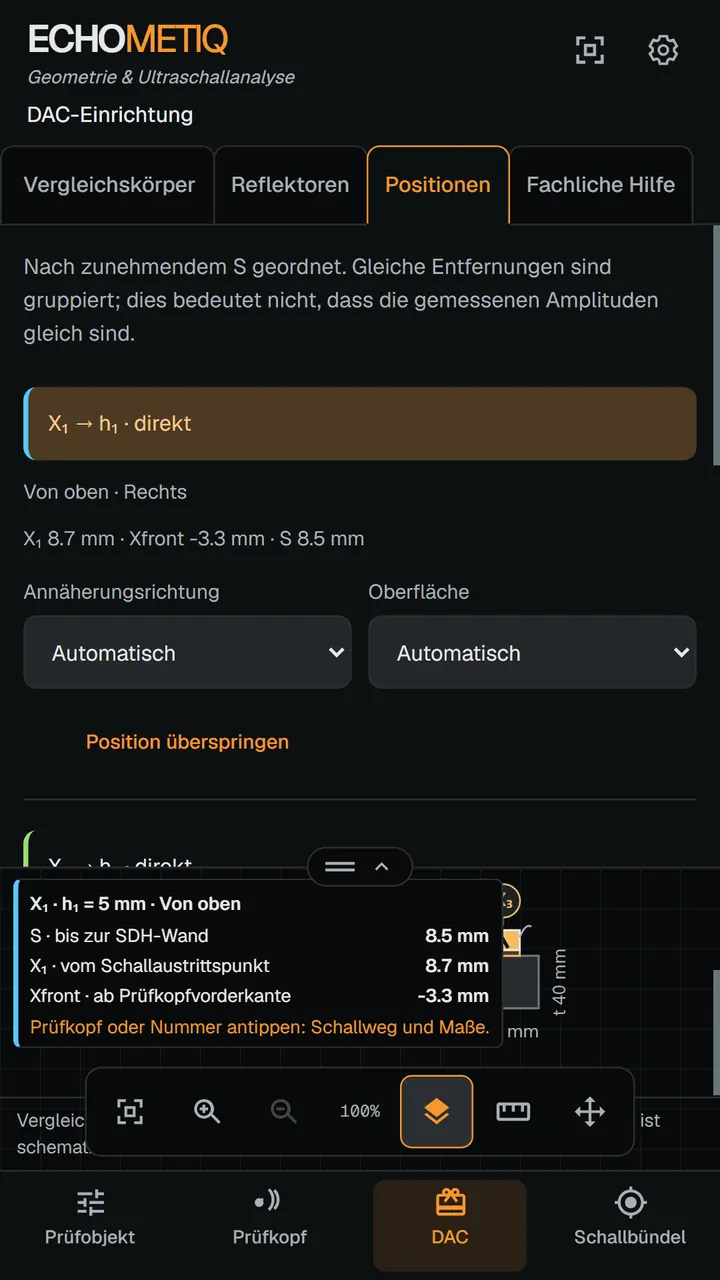 ECHOMETIQ
Geometrie & Ultraschallanalyse
DAC-Einrichtung
Vergleichskörper
Reflektoren
Positionen
Fachliche Hilfe
Nach zunehmendem S geordnet. Gleiche Entfernungen sind
gruppiert; dies bedeutet nicht, dass die gemessenen Amplituden
gleich sind.
X₁ → h₁ · direkt
Von oben · Rechts
X₁ 8.7 mm · Xfront -3.3 mm · S 8.5 mm
Annäherungsrichtung
Oberfläche
Automatisch
Automatisch
Position überspringen
direkt
X₁ · h₁ = 5 mm · Von oben
S · bis zur SDH-Wand 8.5 mm
X₁ · vom Schallaustrittspunkt 8.7 mm
Xfront · ab Prüfkopfvorderkante -3.3 mm
Prüfkopf oder Nummer antippen: Schallweg und Maße.
t 40 mm
mm
100%
Vergleic
ist
schemat
Prüfobjekt
Prüfkopf
DAC
Schallbündel